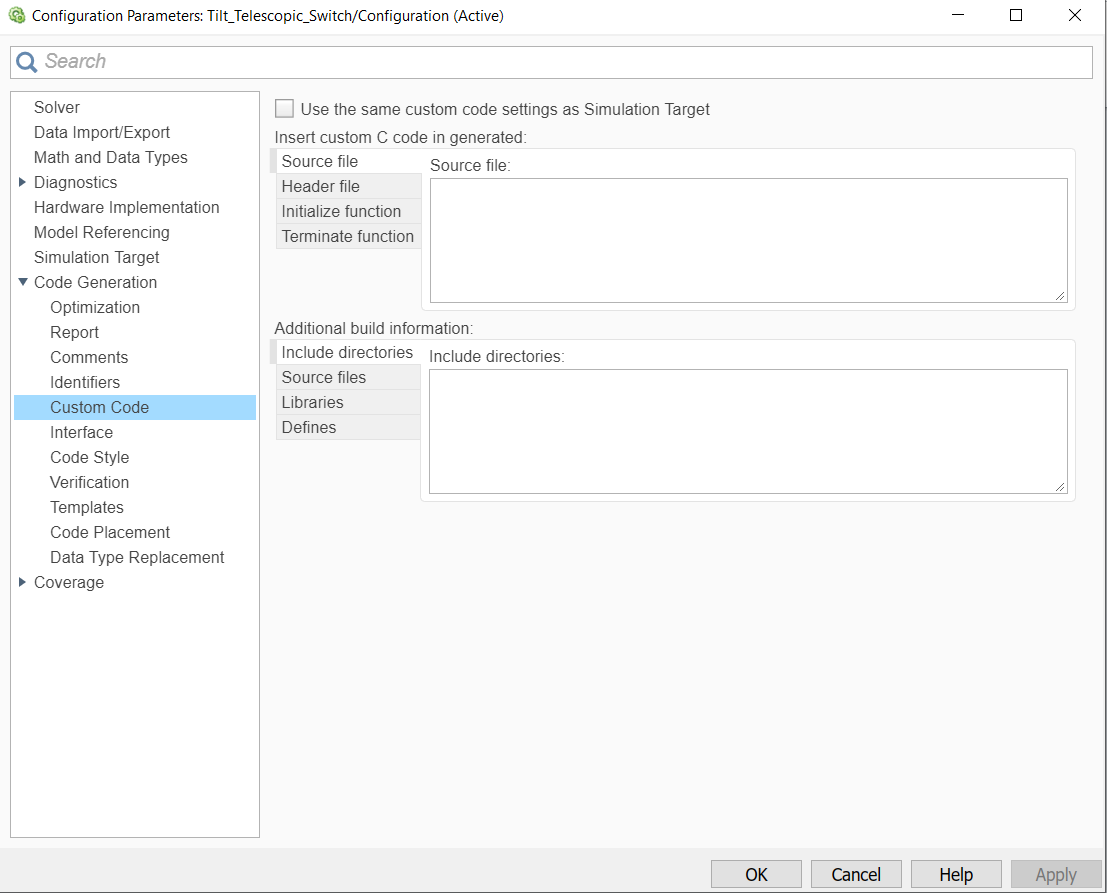 Configuration Parameters: Tilt_Telescopic_Switch/Configuration (Active)
Search
Solver
Data Import/Export
Math and Data Types
Diagnostics
Hardware Implementation
Model Referencing
Simulation Target
Code Generation
Optimization
Report
Comments
Identifiers
Custom Code
Interface
Code Style
Verification
Templates
Code Placement
Data Type Replacement
Coverage
Use the same custom code settings as Simulation Target
Insert custom C code in generated:
Source file
Header file
Initialize function
Terminate function
Source file:
Additional build information:
Include directories
Source files
Libraries
Defines
Include directories:
OK
Cancel
Help
Apply